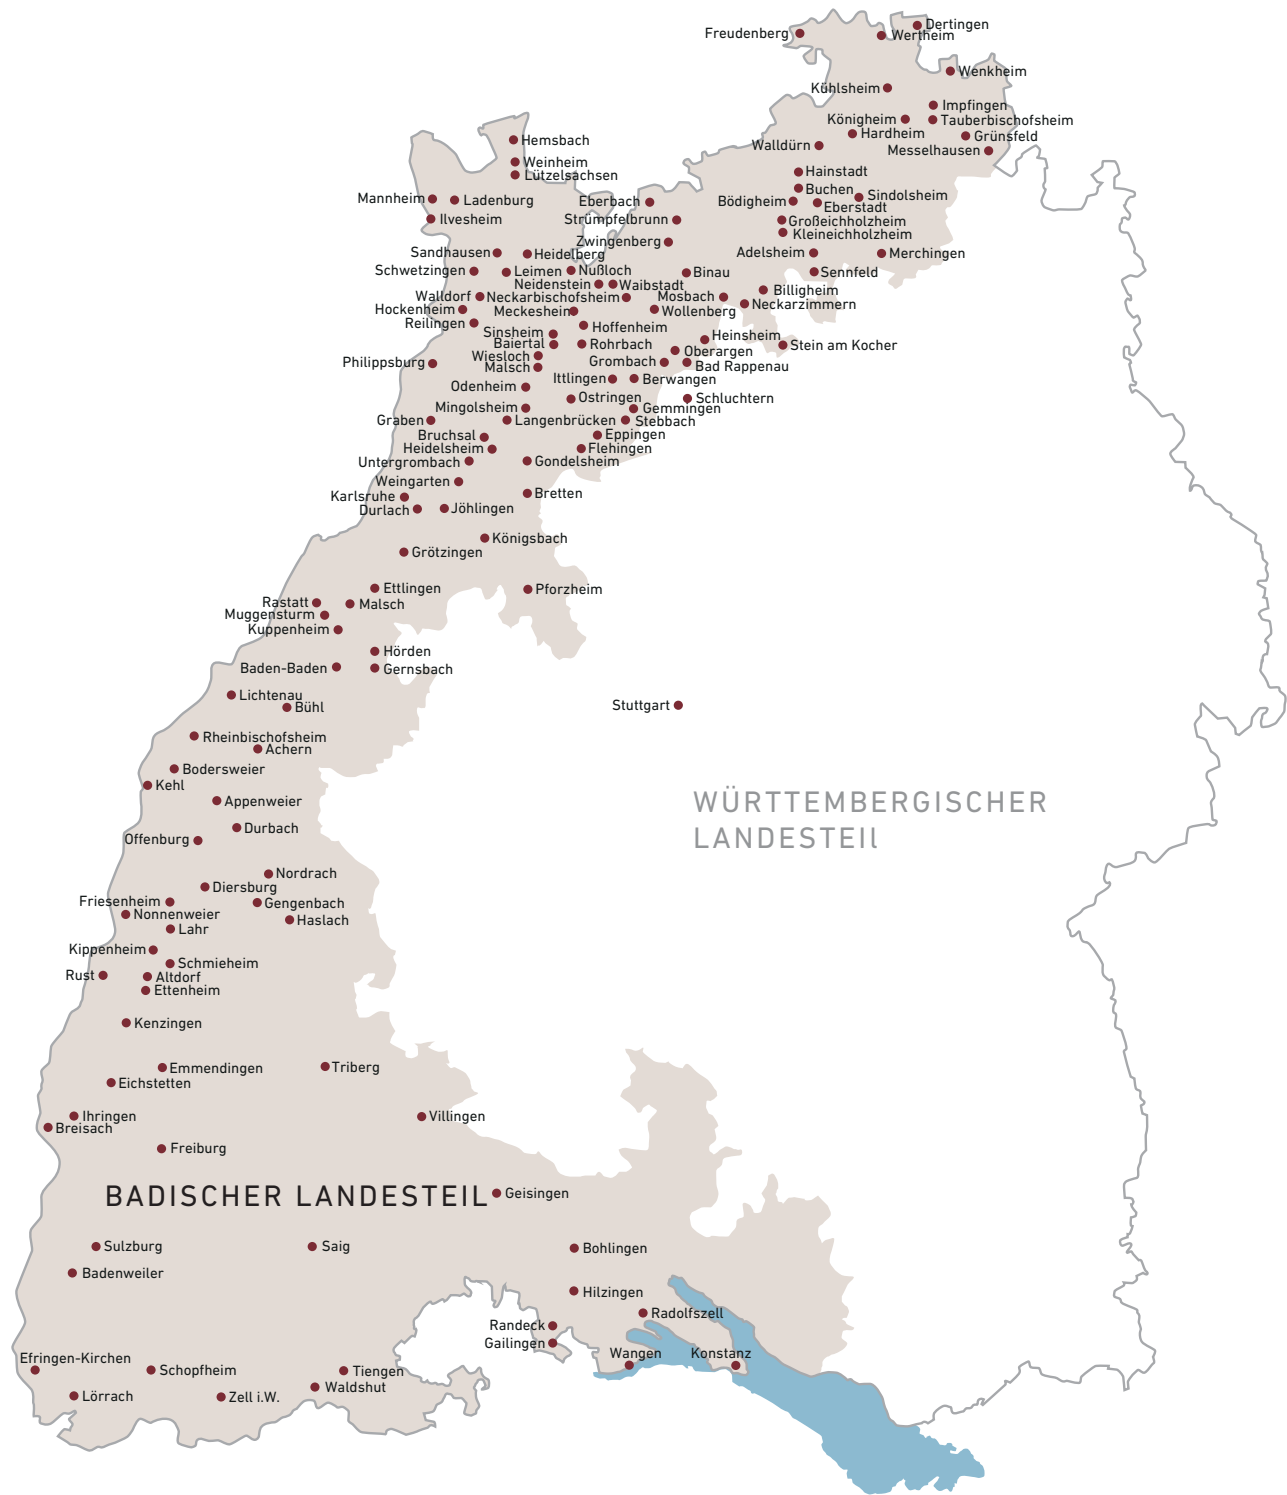 Dertingen
Freudenberg
Wertheim
Wenkheim
Kühlsheim
Impfingen
Königheim
Tauberbischofsheim
Hardheim
Grünsfeld
Hemsbach
Walldürn
Messelhausen
Weinheim
Lützelsachsen
Hainstadt
Buchen
Sindolsheim
Mannheim
Ladenburg
Eberbach
Bödigheim
Eberstadt
Ilvesheim
Strümpfelbrunn
Großeichholzheim
Kleineichholzheim
Zwingenberg
Sandhausen
Heidelberg
Adelsheim
Merchingen
Schwetzingen
Leimen
Nußloch
Binau
Sennfeld
Neidenstein
Waibstadt
Billigheim
Walldorf
Neckarbischofsheim
Mosbach
Neckarzimmern
Hockenheim
Meckesheim
Wollenberg
Reilingen
Hoffenheim
Sinsheim
Heinsheim
Baiertal
Rohrbach
Stein am Kocher
Oberargen
Wiesloch
Philippsburg
Malsch
Grombach
Bad Rappenau
Ittlingen
Berwangen
Odenheim
Ostringen
Schluchtern
Mingolsheim
Gemmingen
Graben
Langenbrücken
Stebbach
Bruchsal
Eppingen
Heidelsheim
Flehingen
Untergrombach
Gondelsheim
Weingarten
Karlsruhe
Bretten
Durlach
Jöhlingen
Königsbach
Grötzingen
Ettlingen
Pforzheim
Rastatt
Malsch
Muggensturm
Kuppenheim
Hörden
Baden-Baden
Gernsbach
Lichtenau
Bühl
Stuttgart
Rheinbischofsheim
Achern
Bodersweier
Kehl
Appenweier
WÜRTTEMBERGISCHER
LANDESTEIl
Durbach
Offenburg
Nordrach
Diersburg
Friesenheim
Gengenbach
Nonnenweier
Haslach
Lahr
Kippenheim
Schmieheim
Rust
Altdorf
Ettenheim
Kenzingen
Emmendingen
Triberg
Eichstetten
Ihringen
Villingen
Breisach
Freiburg
BADISCHER LANDESTEIL
Geisingen
Sulzburg
Saig
Bohlingen
Badenweiler
Hilzingen
Radolfszell
Randeck
Gailingen
Wangen
Konstanz
Efringen-Kirchen
Schopfheim
Tiengen
Waldshut
Lörrach
Zell i.W.